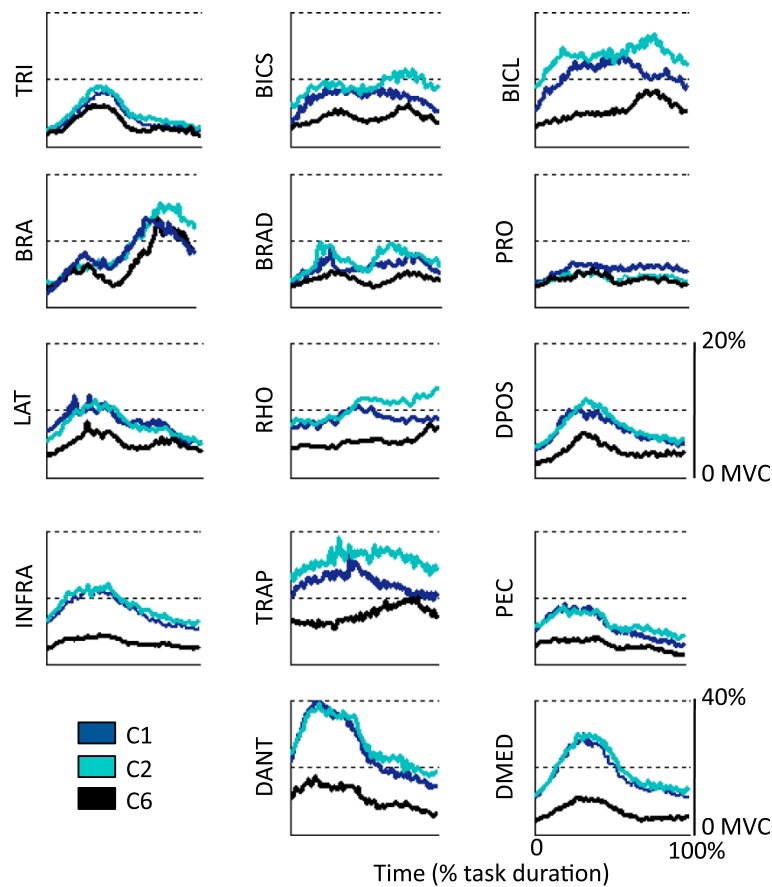 TRI
BICS
BICL
BRA
BRAD
PRO
LAT
RHO
DPOS
20%
0 MVC
INFRA
TRAP
PEC
C1
C2
C6
DANT
DMED
40%
0 MVC
0
100%
Time (% task duration)